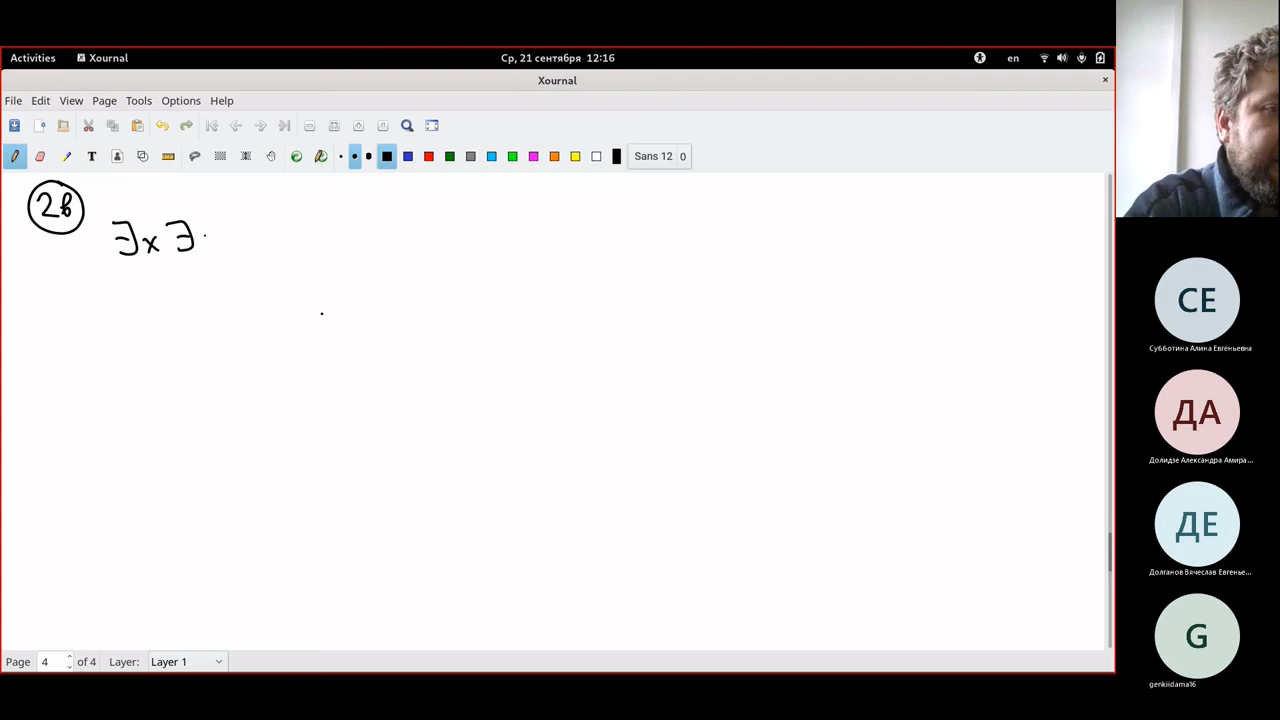 Activities Xournal Ср, 21 сентября 12:16 en
Xournal ×
File Edit View Page Tools Options Help
T Sans 12 0
2в
∃x ∃
СЕ
Субботина Алина Евгеньевна
ДА
Долидзе Александра Амира...
ДЕ
Долганов Вячеслав Евгенье...
G
genkiidama16
Page 4 of 4 Layer: Layer 1